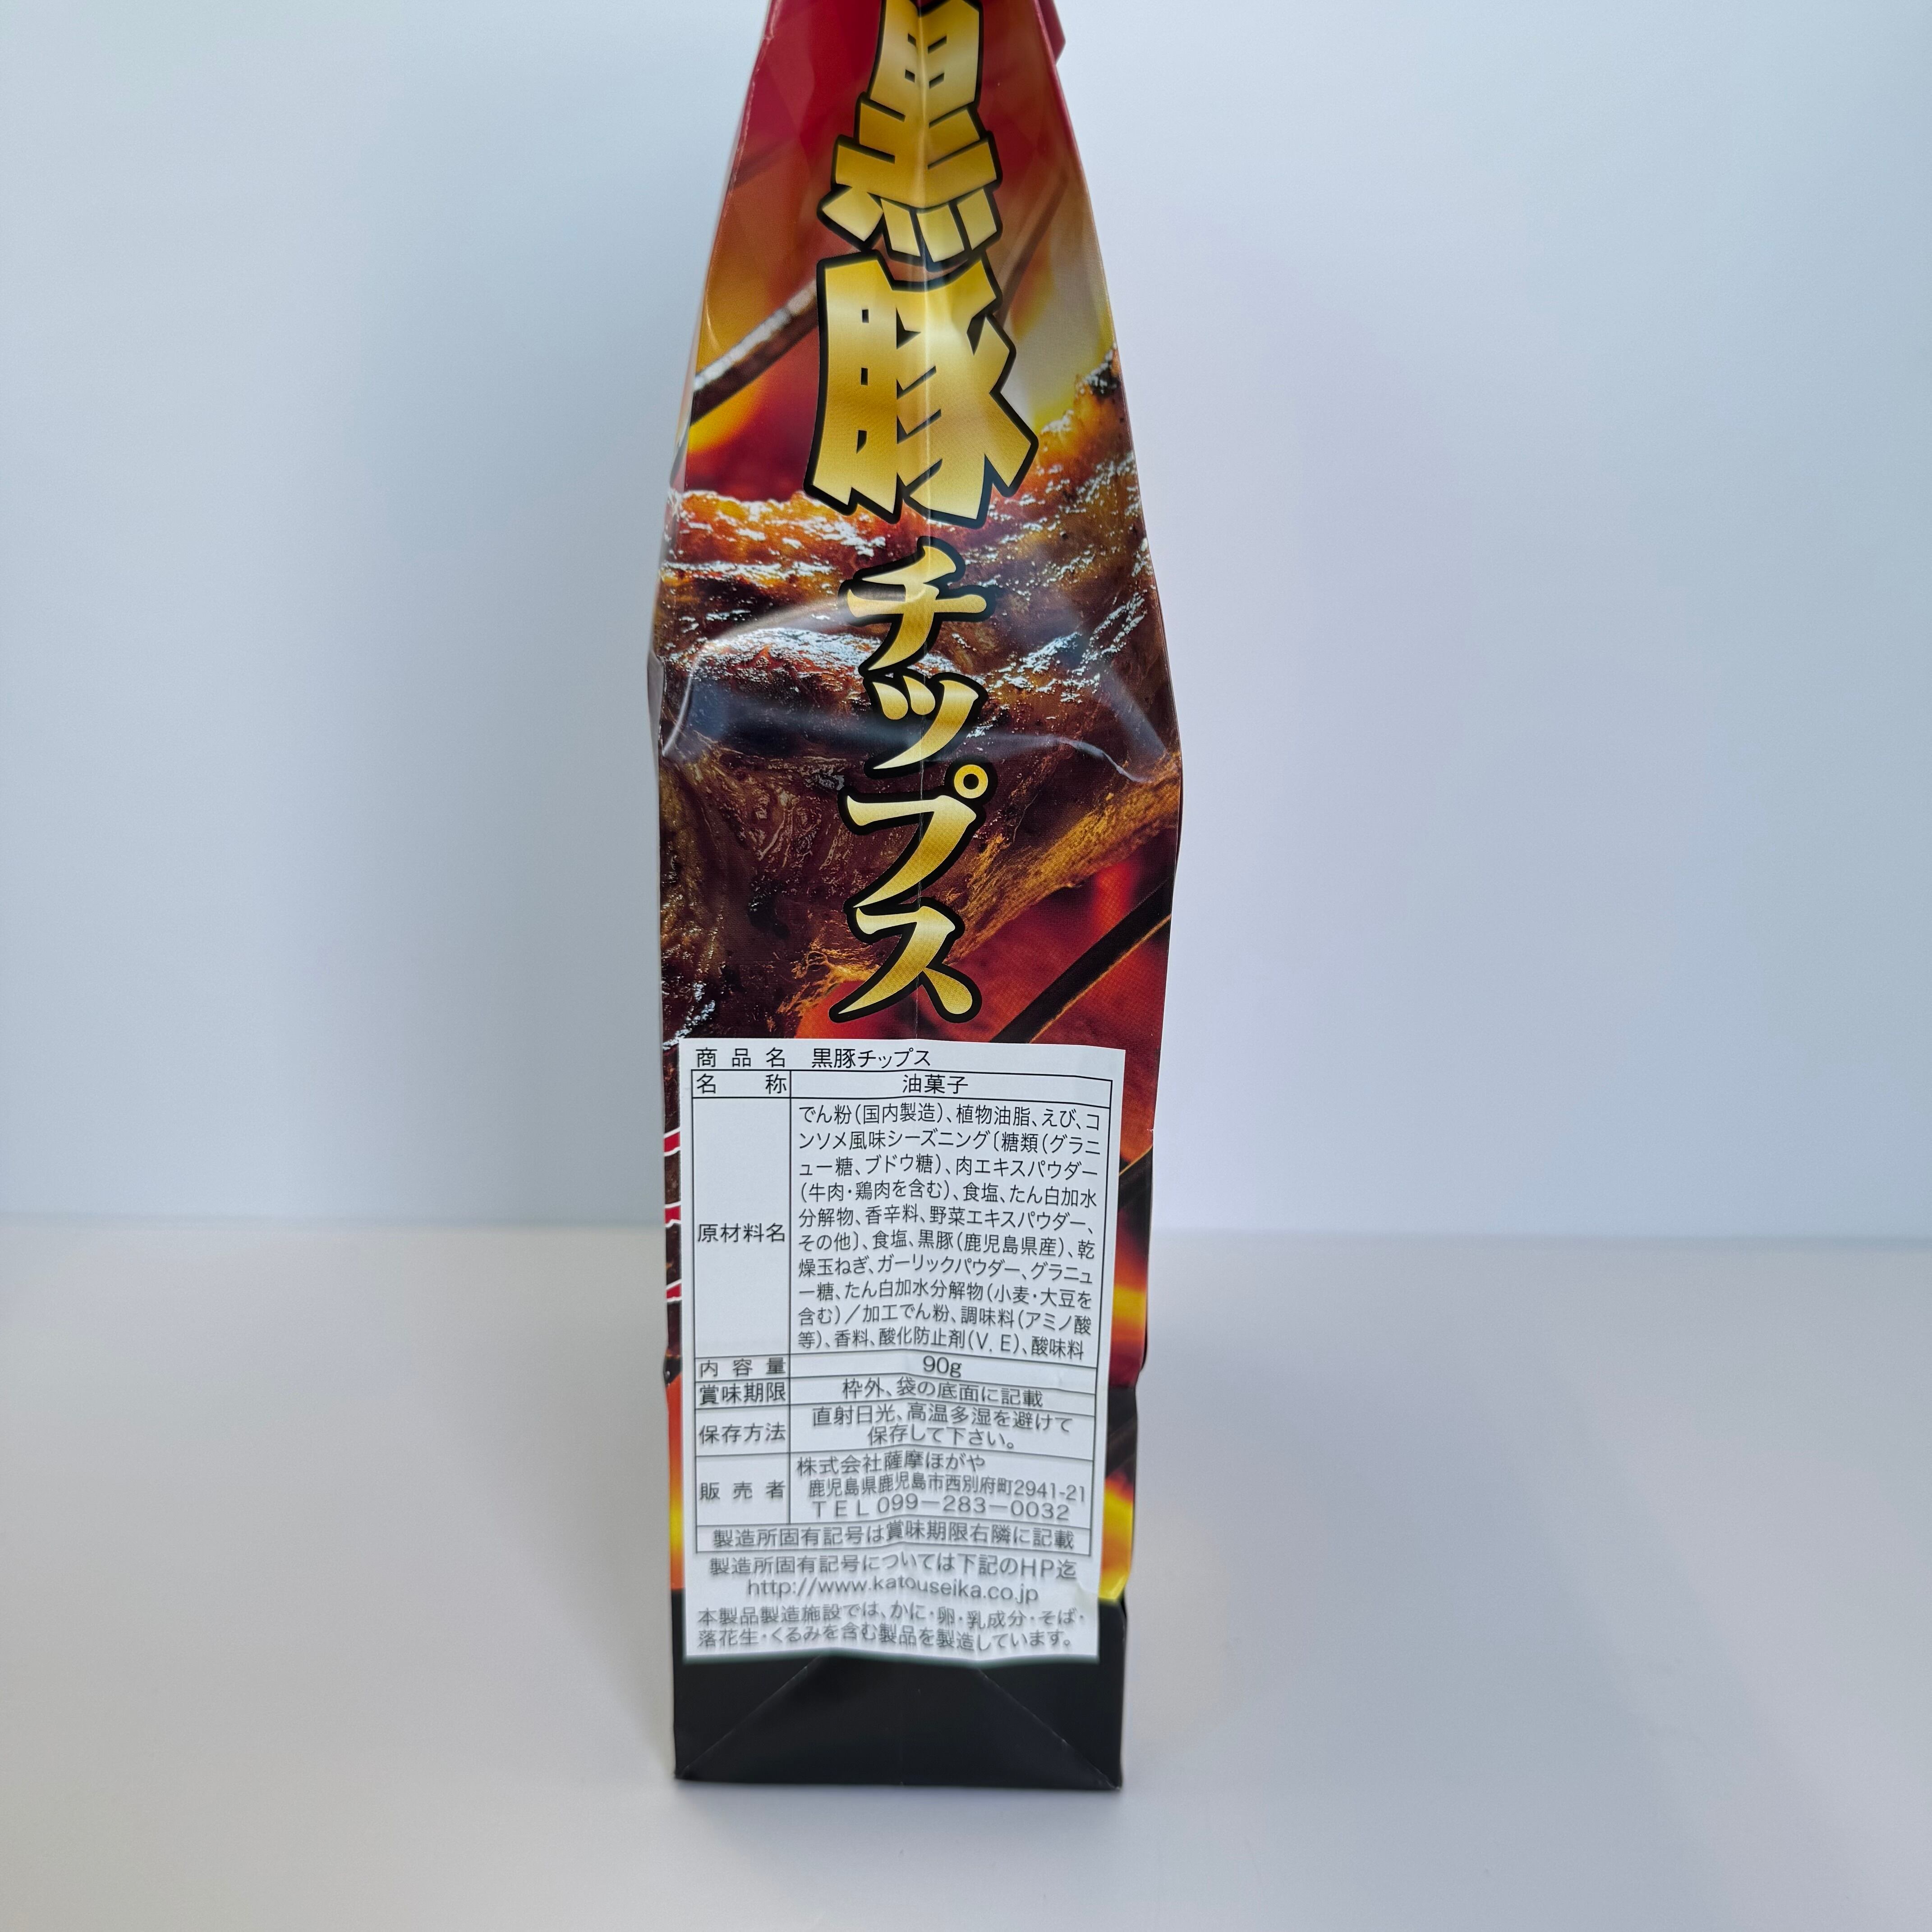 黒豚チップス
商品名 黒豚チップス
名称 油菓子
原材料名 でん粉(国内製造)、植物油脂、えび、コ
ンソメ風味シーズニング〔糖類(グラニ
ュー糖、ブドウ糖)、肉エキスパウダー
(牛肉・鶏肉を含む)、食塩、たん白加水
分解物、香辛料、野菜エキスパウダー、
その他〕、食塩、黒豚(鹿児島県産)、乾
燥玉ねぎ、ガーリックパウダー、グラニュ
ー糖、たん白加水分解物(小麦・大豆を
含む)/加工でん粉、調味料(アミノ酸
等)、香料、酸化防止剤(V.E)、酸味料
内容量 90g
賞味期限 枠外、袋の底面に記載
保存方法 直射日光、高温多湿を避けて
保存して下さい。
販売者 株式会社薩摩ほがや
鹿児島県鹿児島市西別府町2941-21
TEL099-283-0032
製造所固有記号は賞味期限右隣に記載
製造所固有記号については下記のHP迄
http://www.katouseika.co.jp
本製品製造施設では、かに・卵・乳成分・そば・
落花生・くるみを含む製品を製造しています。